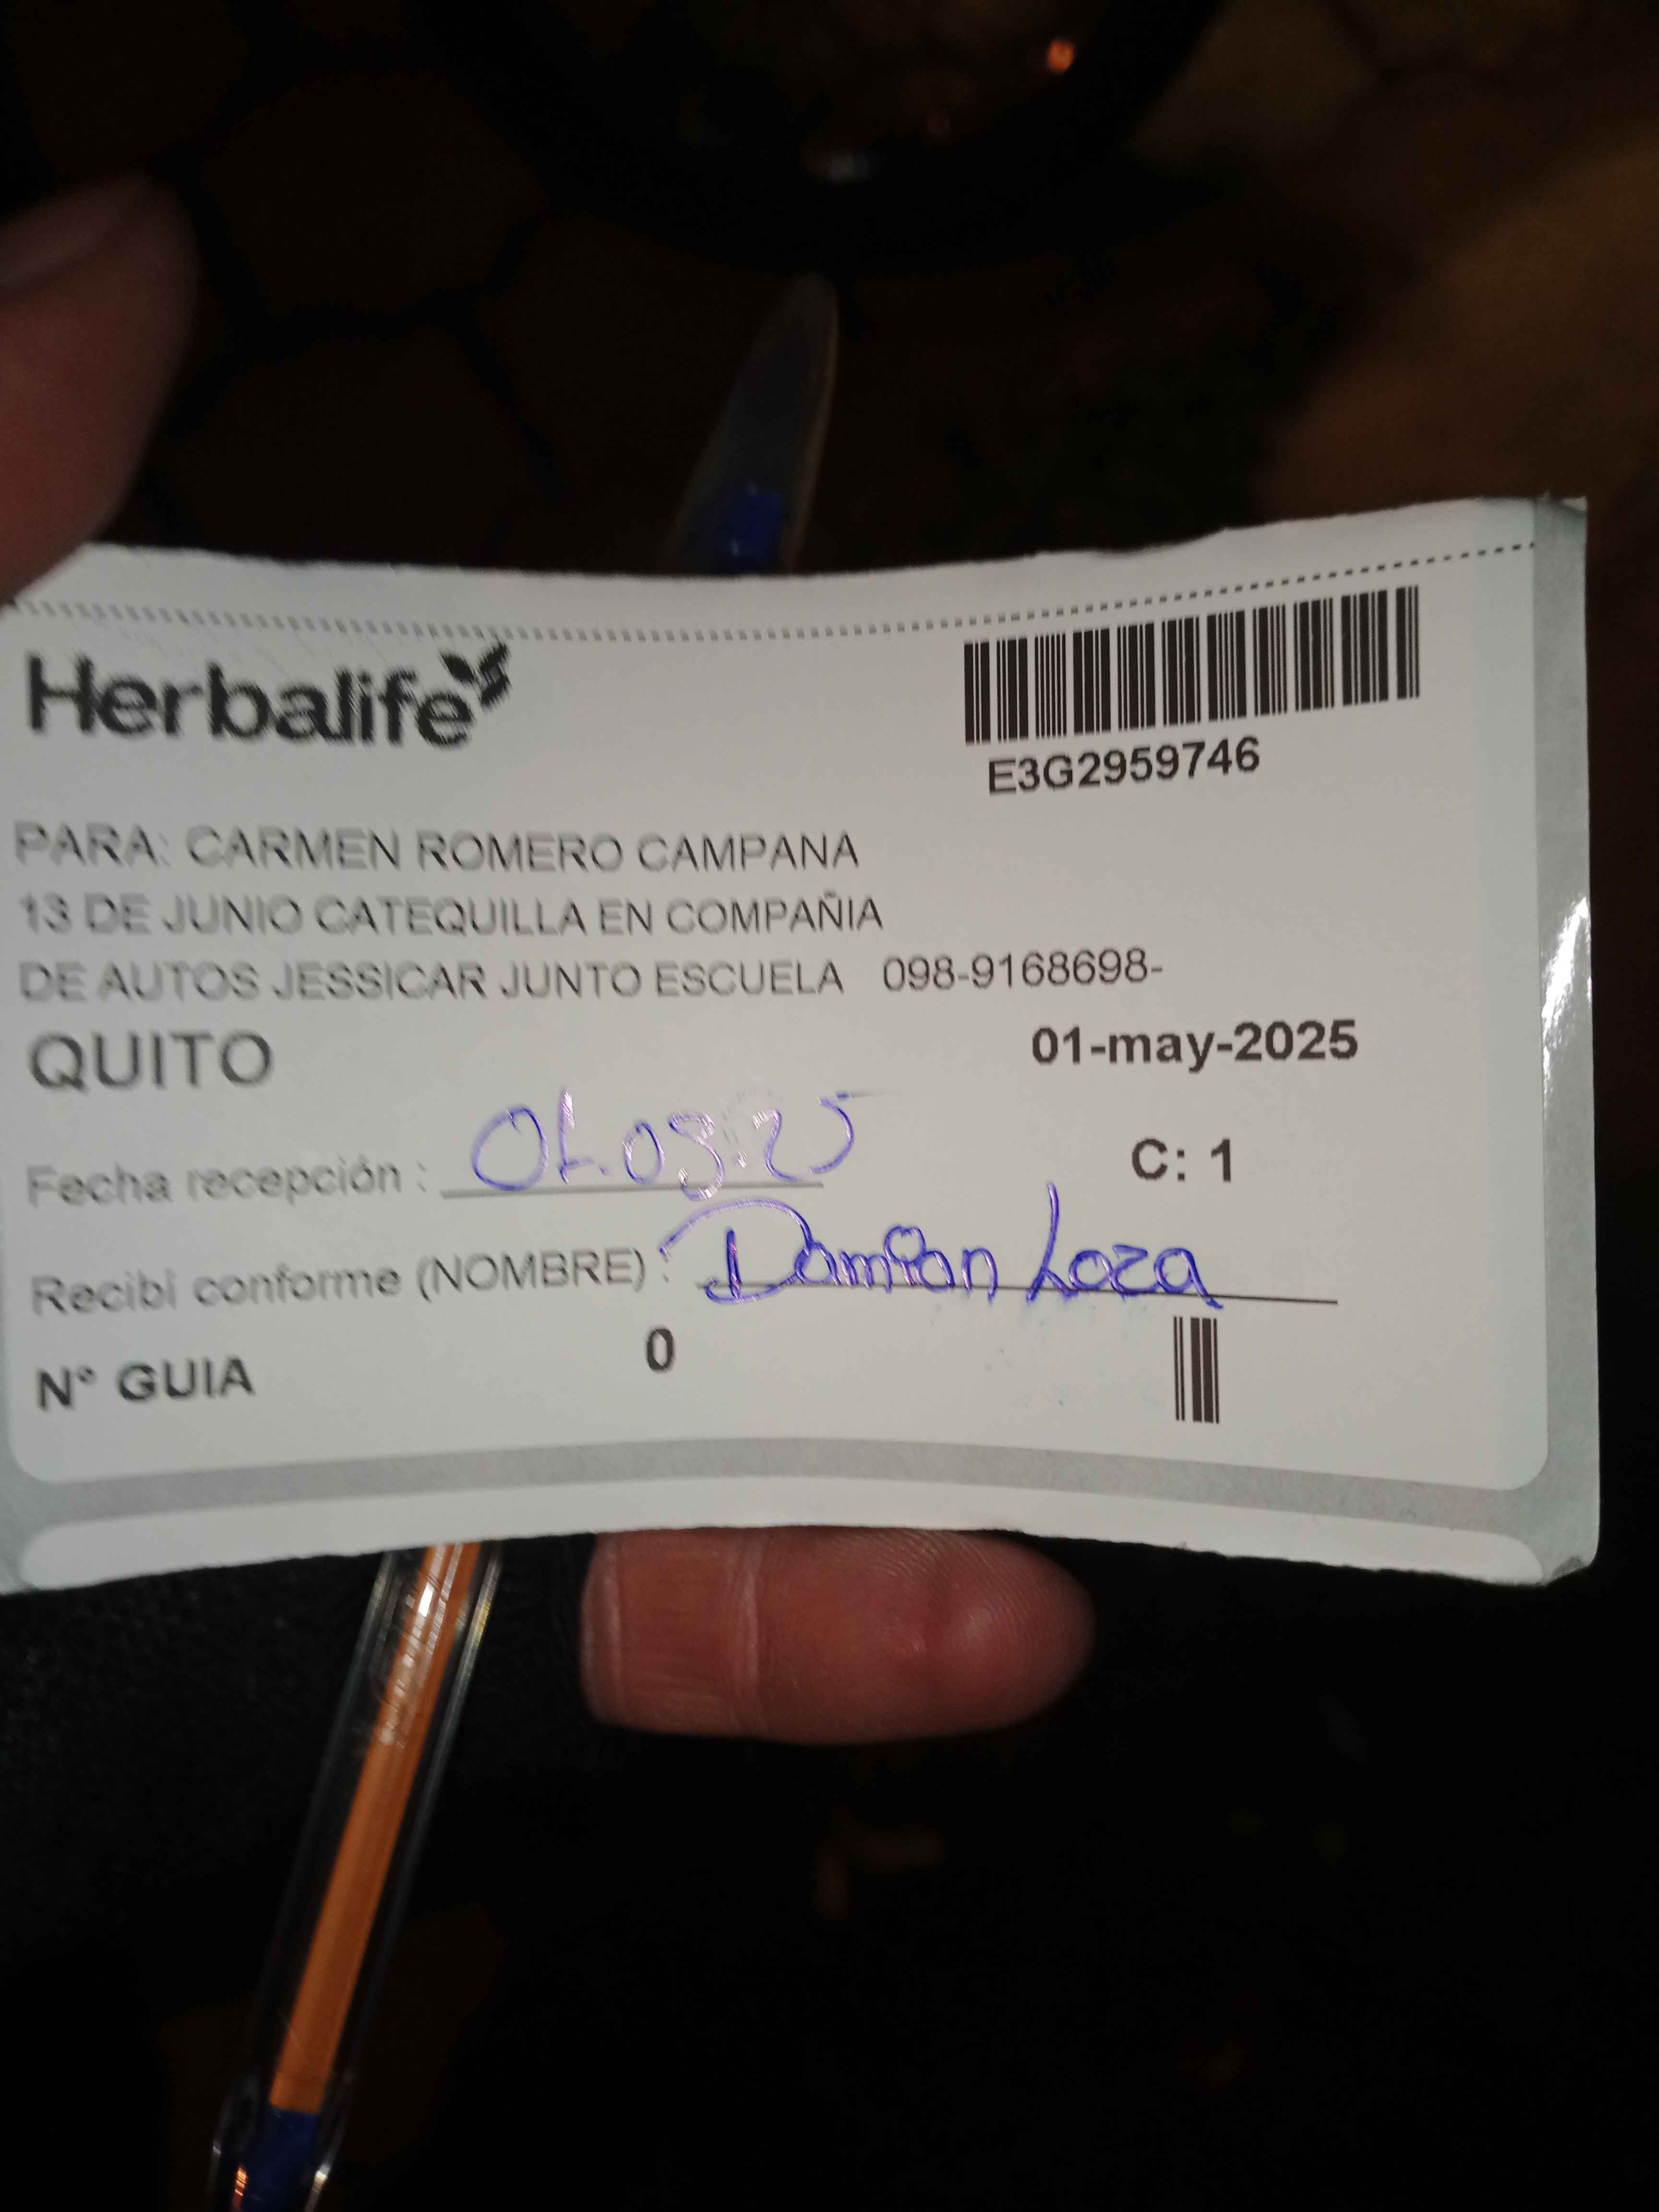 Herbalife
E3G2959746
PARA: CARMEN ROMERO CAMPANA
13 DE JUNIO CATEQUILLA EN COMPAÑIA
DE AUTOS JESSICAR JUNTO ESCUELA 098-9168698-
QUITO 01-may-2025
Fecha recepción : 01.03.25
C: 1
Recibi conforme (NOMBRE) : Damian Loza
N° GUIA 0